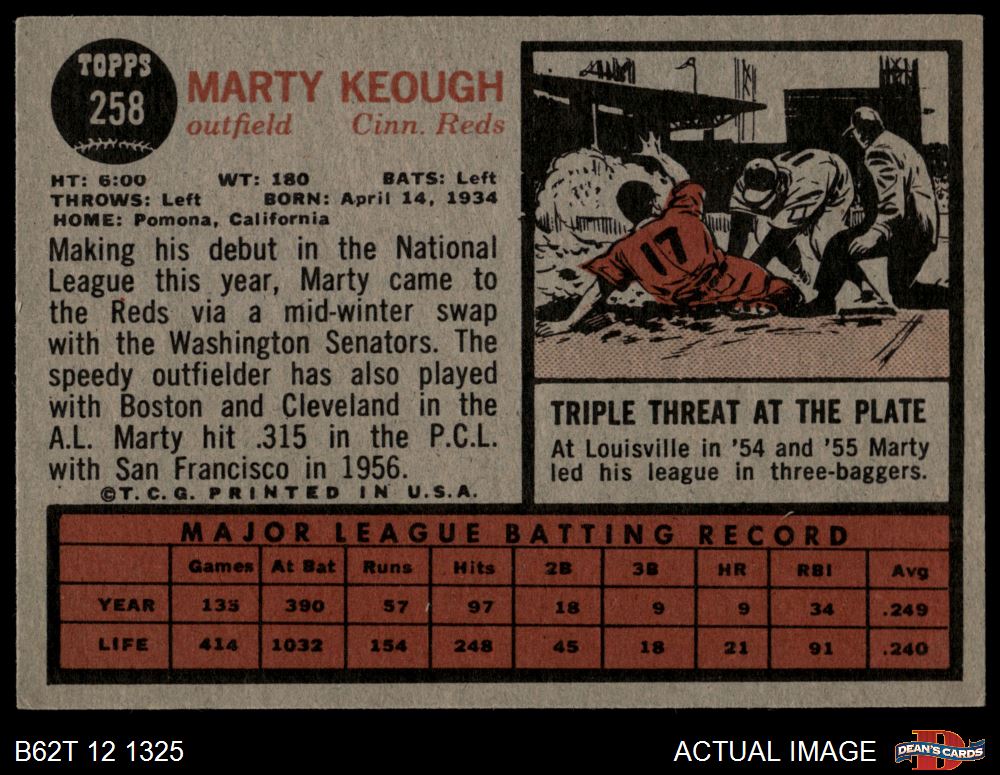 TOPPS
258
MARTY KEOUGH
outfield Cinn. Reds
HT: 6:00 WT: 180 BATS: Left
THROWS: Left BORN: April 14, 1934
HOME: Pomona, California
Making his debut in the National
League this year, Marty came to
the Reds via a mid-winter swap
with the Washington Senators. The
speedy outfielder has also played
with Boston and Cleveland in the
A.L. Marty hit .315 in the P.C.L.
with San Francisco in 1956.
©T.C.G. PRINTED IN U.S.A.
17
TRIPLE THREAT AT THE PLATE
At Louisville in '54 and '55 Marty
led his league in three-baggers.
MAJOR LEAGUE BATTING RECORD
Games At Bat Runs Hits 2B 3B HR RBI Avg
YEAR 135 390 57 97 18 9 9 34 .249
LIFE 414 1032 154 248 45 18 21 91 .240
B62T 12 1325 ACTUAL IMAGE DEAN'S CARDS